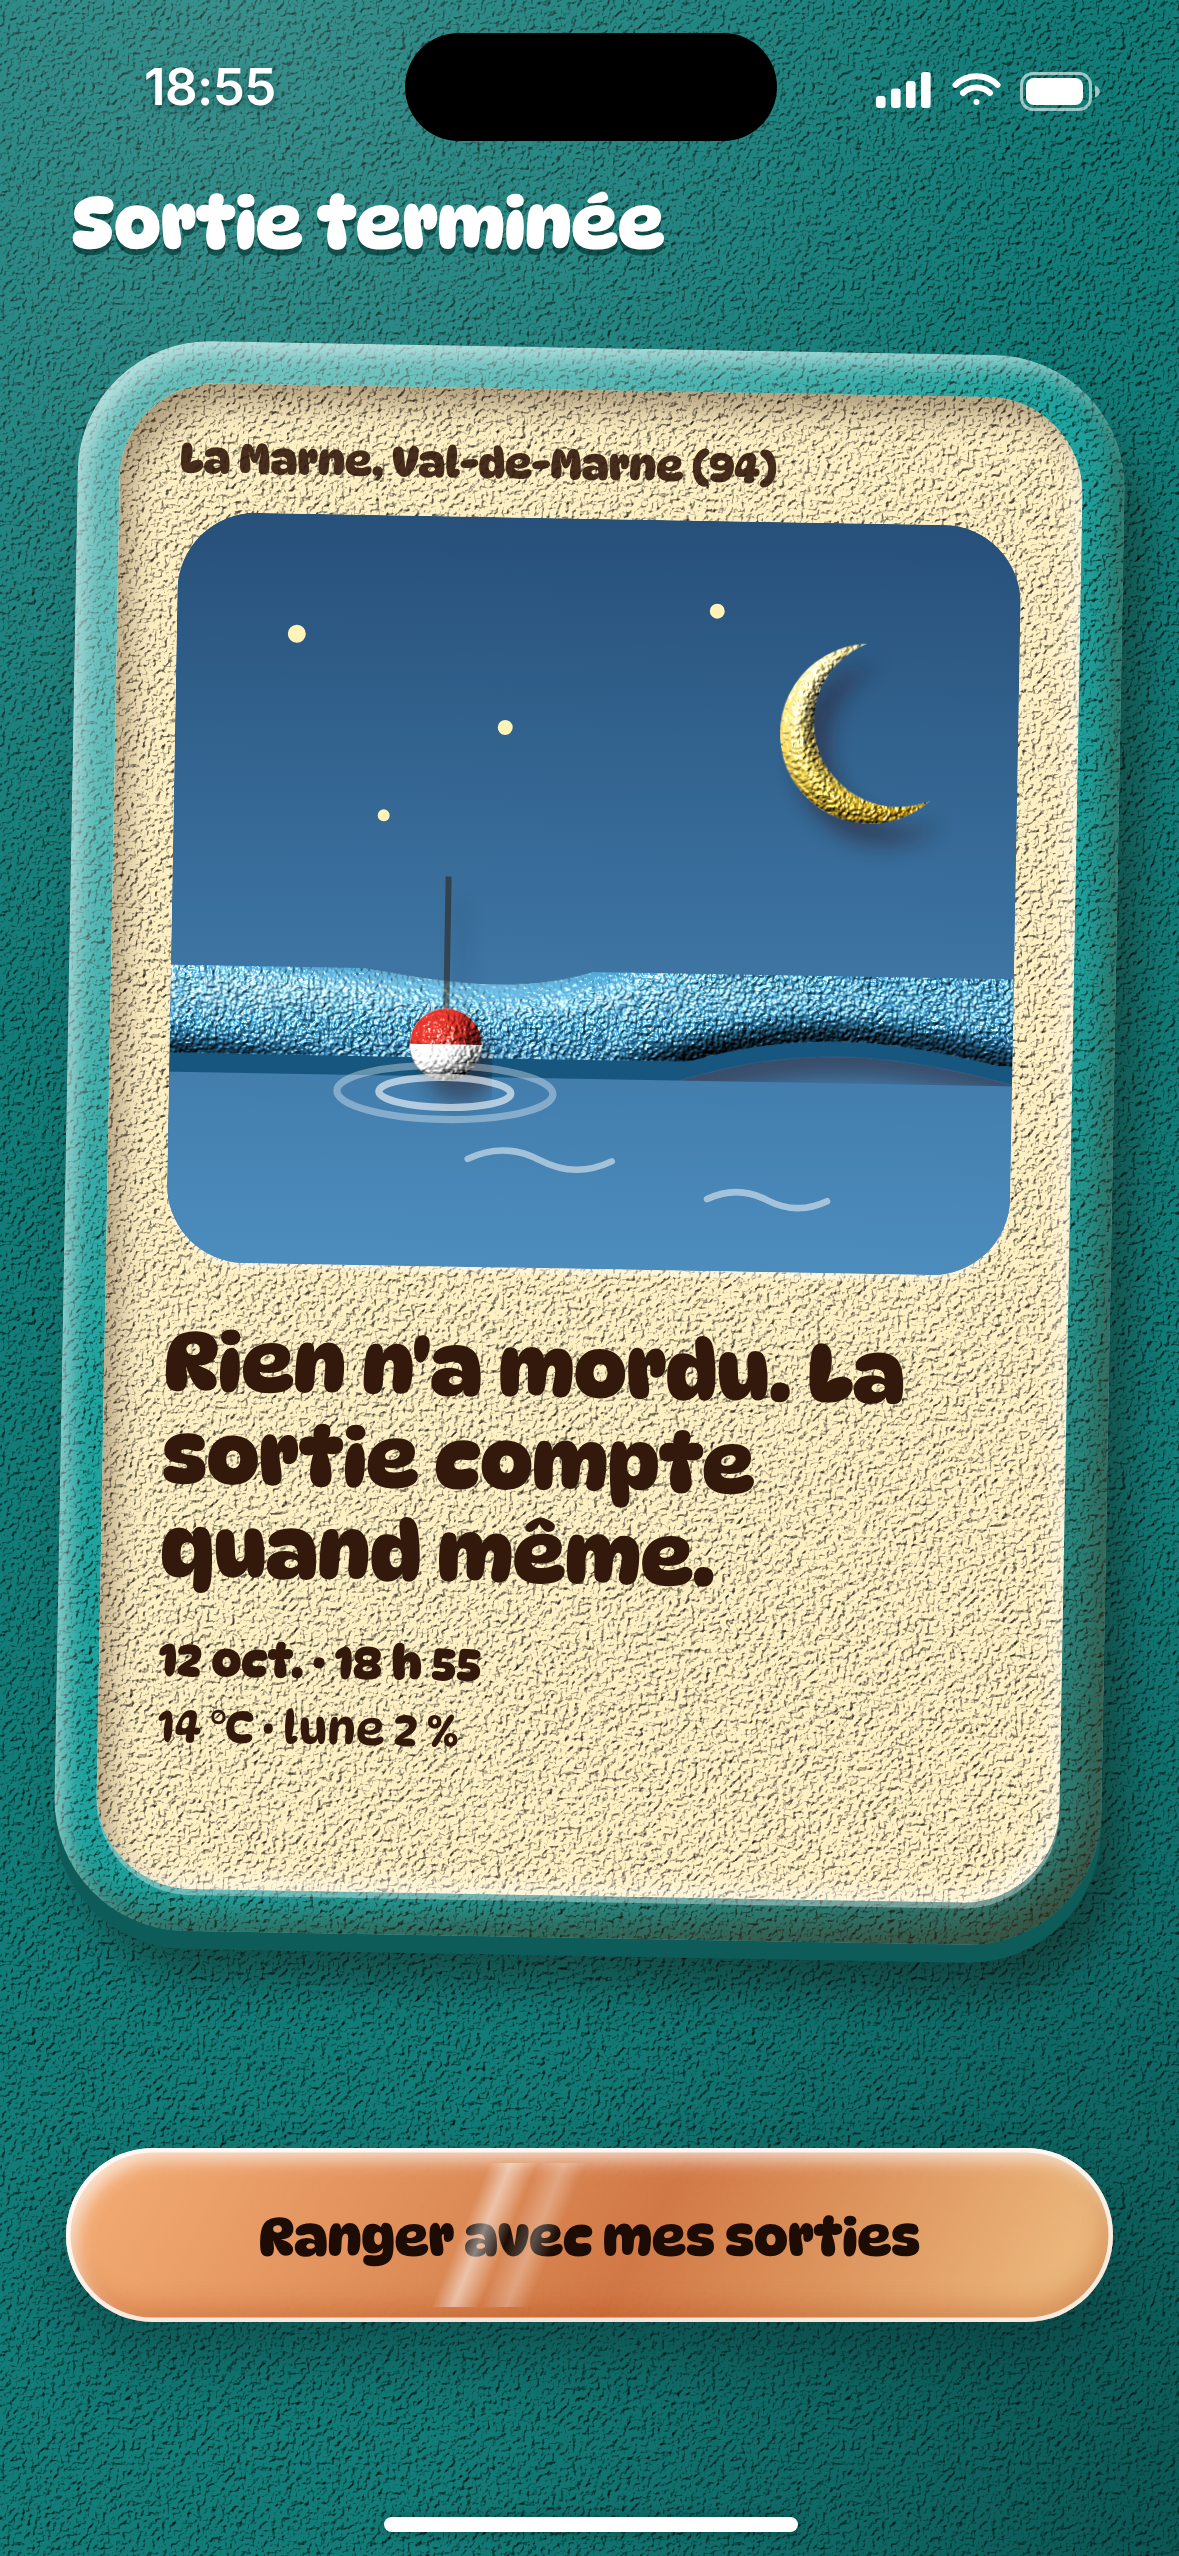 18:55
Sortie terminée
La Marne, Val-de-Marne (94)
Rien n'a mordu. La
sortie compte
quand même.
12 oct. · 18 h 55
14 °C · lune 2 %
Ranger avec mes sorties